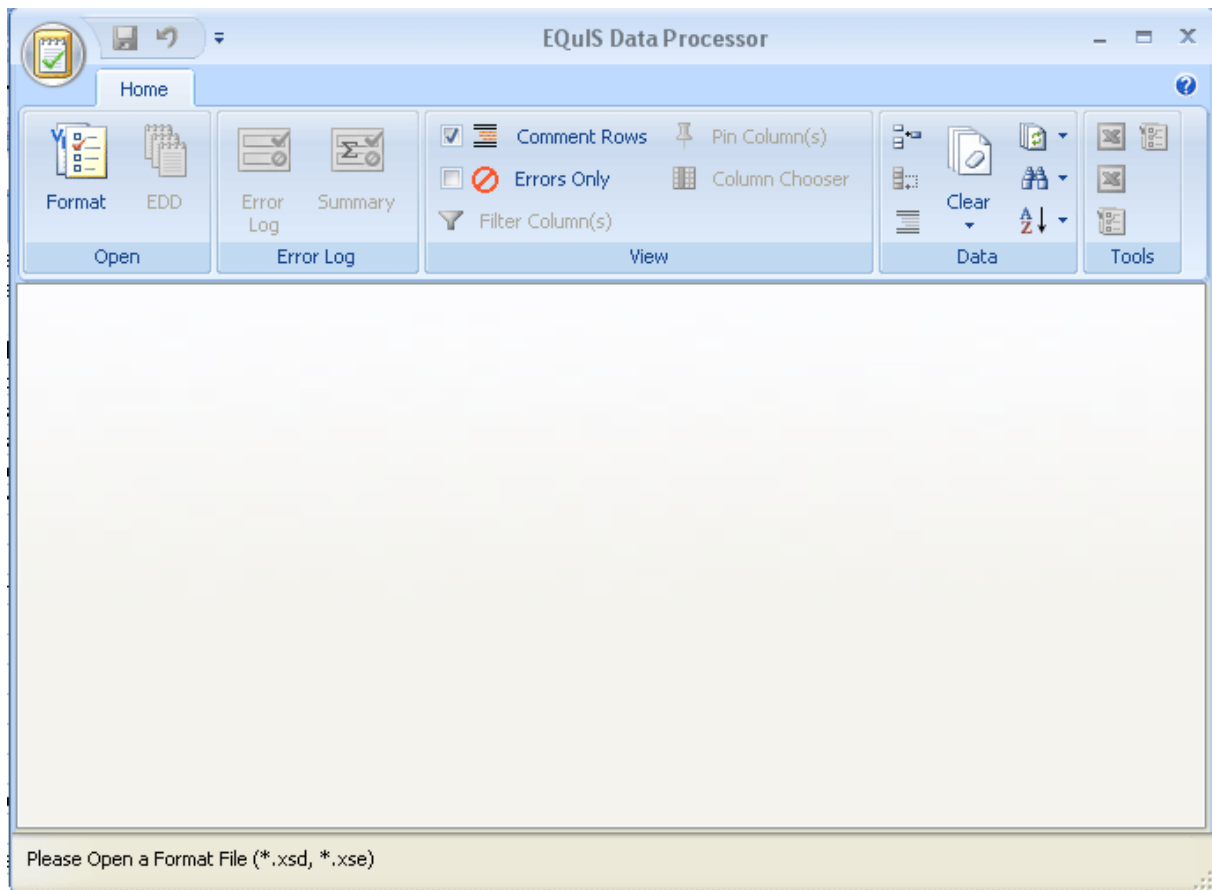 EQuIS Data Processor
Home
Comment Rows
Pin Column(s)
Errors Only
Column Chooser
Filter Column(s)
Format
EDD
Error Log
Summary
Clear
Open
Error Log
View
Data
Tools
Please Open a Format File (*.xsd, *.xse)